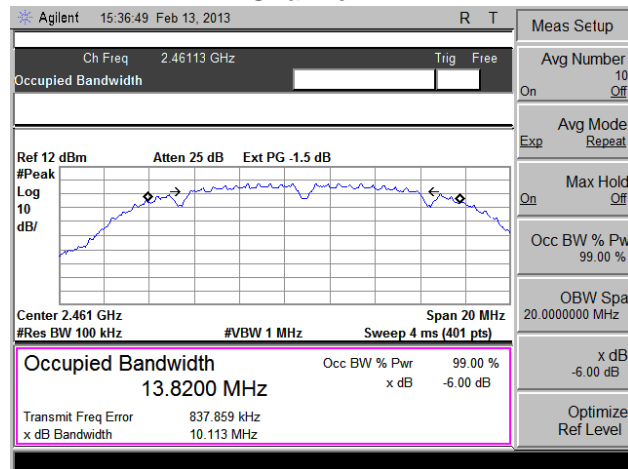 Agilent 15:36:49 Feb 13, 2013 R T
Ch Freq 2.46113 GHz Trig Free
Occupied Bandwidth
Ref 12 dBm Atten 25 dB Ext PG -1.5 dB
#Peak
Log
10
dB/
Center 2.461 GHz Span 20 MHz
#Res BW 100 kHz #VBW 1 MHz Sweep 4 ms (401 pts)
Occupied Bandwidth
13.8200 MHz
Occ BW % Pwr 99.00 %
x dB -6.00 dB
Transmit Freq Error 837.859 kHz
x dB Bandwidth 10.113 MHz
Meas Setup
Avg Number
10
On Off
Avg Mode
Exp Repeat
Max Hold
On Off
Occ BW % Pw
99.00 %
OBW Spa
20.0000000 MHz
x dB
-6.00 dB
Optimize
Ref Level